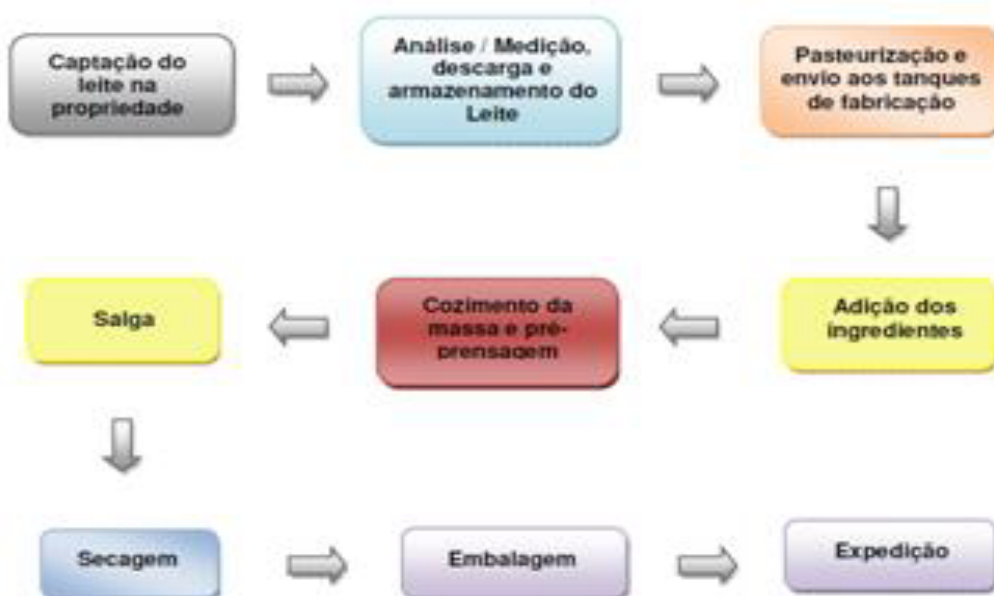 Captação do
leite na
propriedade
Análise / Medição,
descarga e
armazenamento do
Leite
Pasteurização e
envio aos tanques
de fabricação
Adição dos
ingredientes
Cozimento da
massa e pré-
prensagem
Salga
Secagem
Embalagem
Expedição